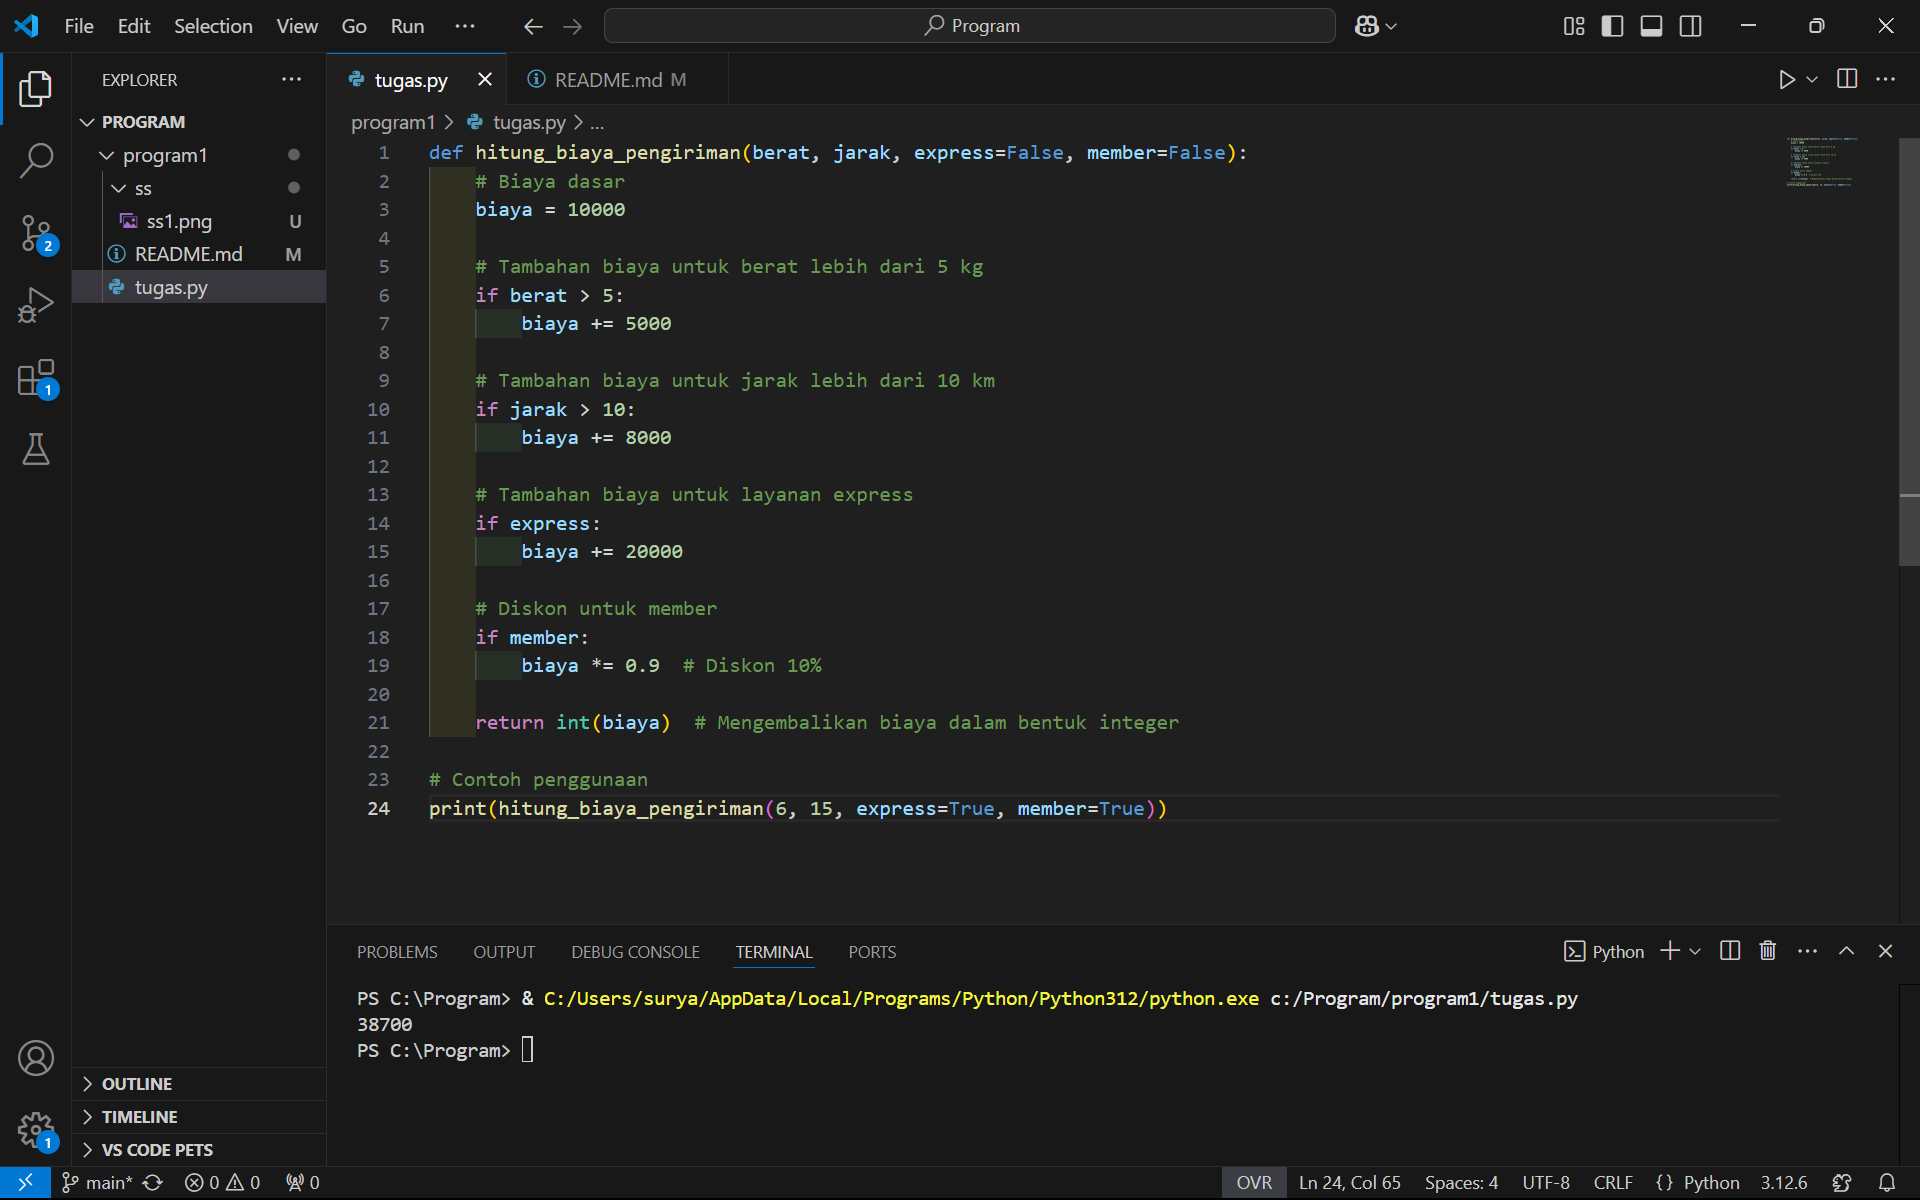 File Edit Selection View Go Run ... Program
EXPLORER
PROGRAM
program1
ss
ss1.png U
README.md M
tugas.py
OUTLINE
TIMELINE
VS CODE PETS
tugas.py README.md M
program1 > tugas.py > ...
1 def hitung_biaya_pengiriman(berat, jarak, express=False, member=False):
2     # Biaya dasar
3     biaya = 10000
4
5     # Tambahan biaya untuk berat lebih dari 5 kg
6     if berat > 5:
7         biaya += 5000
8
9     # Tambahan biaya untuk jarak lebih dari 10 km
10     if jarak > 10:
11         biaya += 8000
12
13     # Tambahan biaya untuk layanan express
14     if express:
15         biaya += 20000
16
17     # Diskon untuk member
18     if member:
19         biaya *= 0.9  # Diskon 10%
20
21     return int(biaya)  # Mengembalikan biaya dalam bentuk integer
22
23 # Contoh penggunaan
24 print(hitung_biaya_pengiriman(6, 15, express=True, member=True))
PROBLEMS OUTPUT DEBUG CONSOLE TERMINAL PORTS Python
PS C:\Program> & C:/Users/surya/AppData/Local/Programs/Python/Python312/python.exe c:/Program/program1/tugas.py
38700
PS C:\Program>
2
1
1
main* 0 0 0 OVR Ln 24, Col 65 Spaces: 4 UTF-8 CRLF {} Python 3.12.6